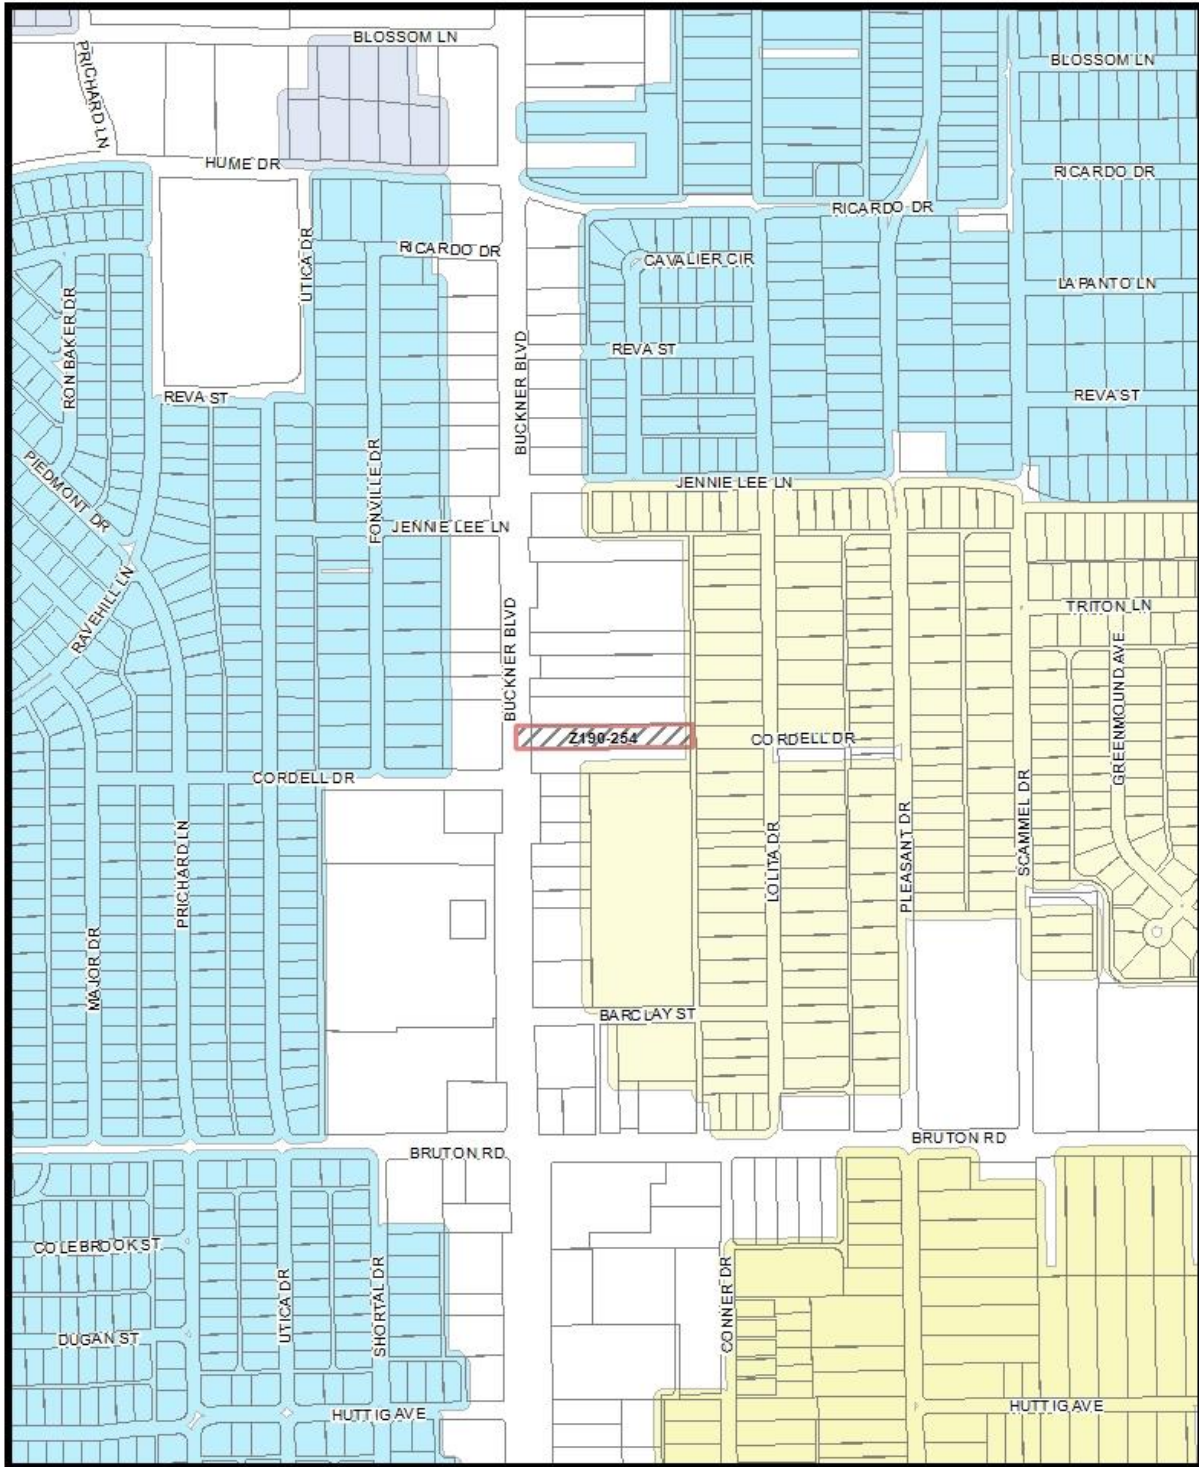 BLOSSOM LN
BLOSSOM LN
PRICHARD LN
HUME DR
RICARDO DR
RICARDO DR
UTICA DR
RICARDO DR
CAVALIER CIR
LA PANTO LN
RON BAKER DR
BUCKNER BLVD
REVA ST
REVA ST
REVA ST
PIEDMONT DR
FONVILLE DR
JENNIE LEE LN
JENNIE LEE LN
RAVEHILL LN
TRITON LN
BUCKNER BLVD
GREENMOUND AVE
Z190-254
CORDELL DR
CORDELL DR
PRICHARD LN
LOLITA DR
PLEASANT DR
SCAMMEL DR
MAJOR DR
BARCLAY ST
BRUTON RD
BRUTON RD
COLEBROOK ST
UTICA DR
SHORTAL DR
CONNER DR
DUGAN ST
HUTTIG AVE
HUTTIG AVE